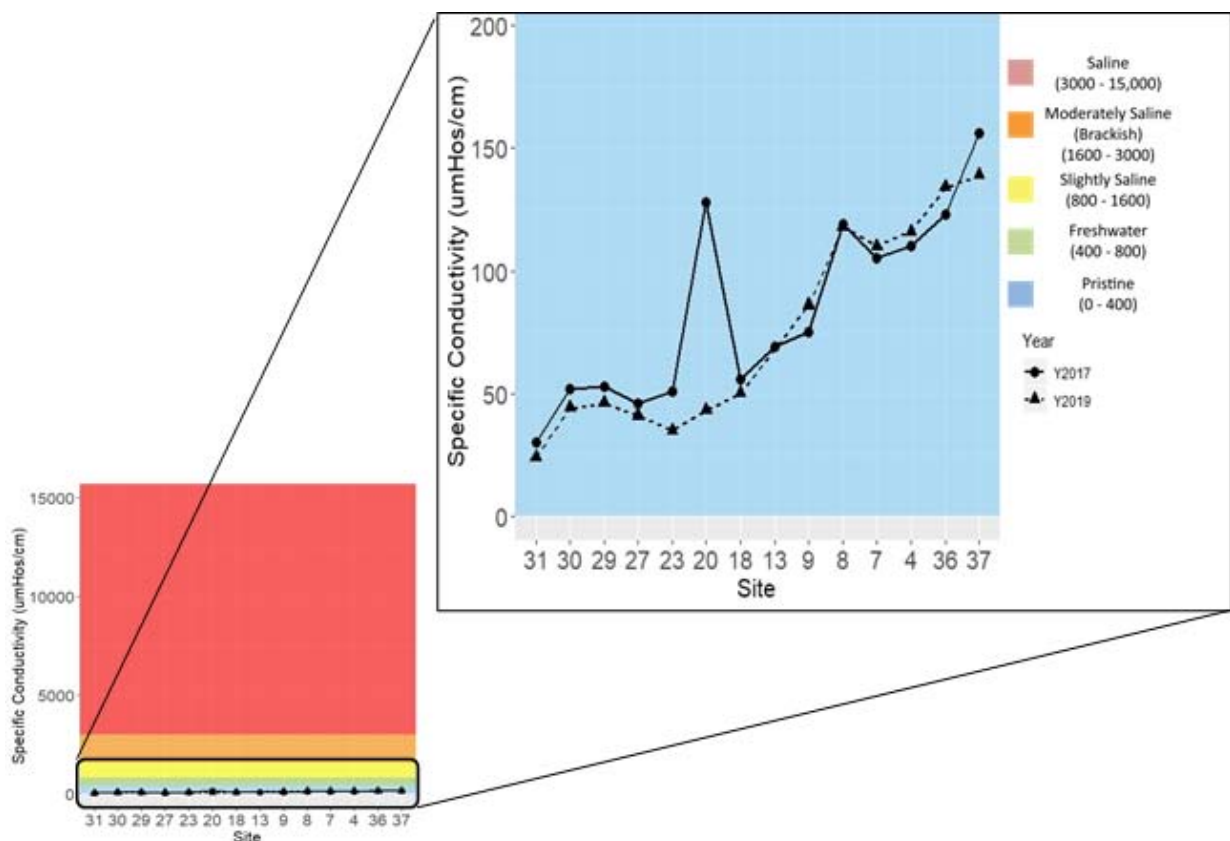 200
150
100
50
0
Specific Conductivity (umHos/cm)
31 30 29 27 23 20 18 13 9 8 7 4 36 37
Site
Saline
(3000 - 15,000)
Moderately Saline
(Brackish)
(1600 - 3000)
Slightly Saline
(800 - 1600)
Freshwater
(400 - 800)
Pristine
(0 - 400)
Year
Y2017
Y2019
15000
10000
5000
0
Specific Conductivity (umHos/cm)
31 30 29 27 23 20 18 13 9 8 7 4 36 37
Site